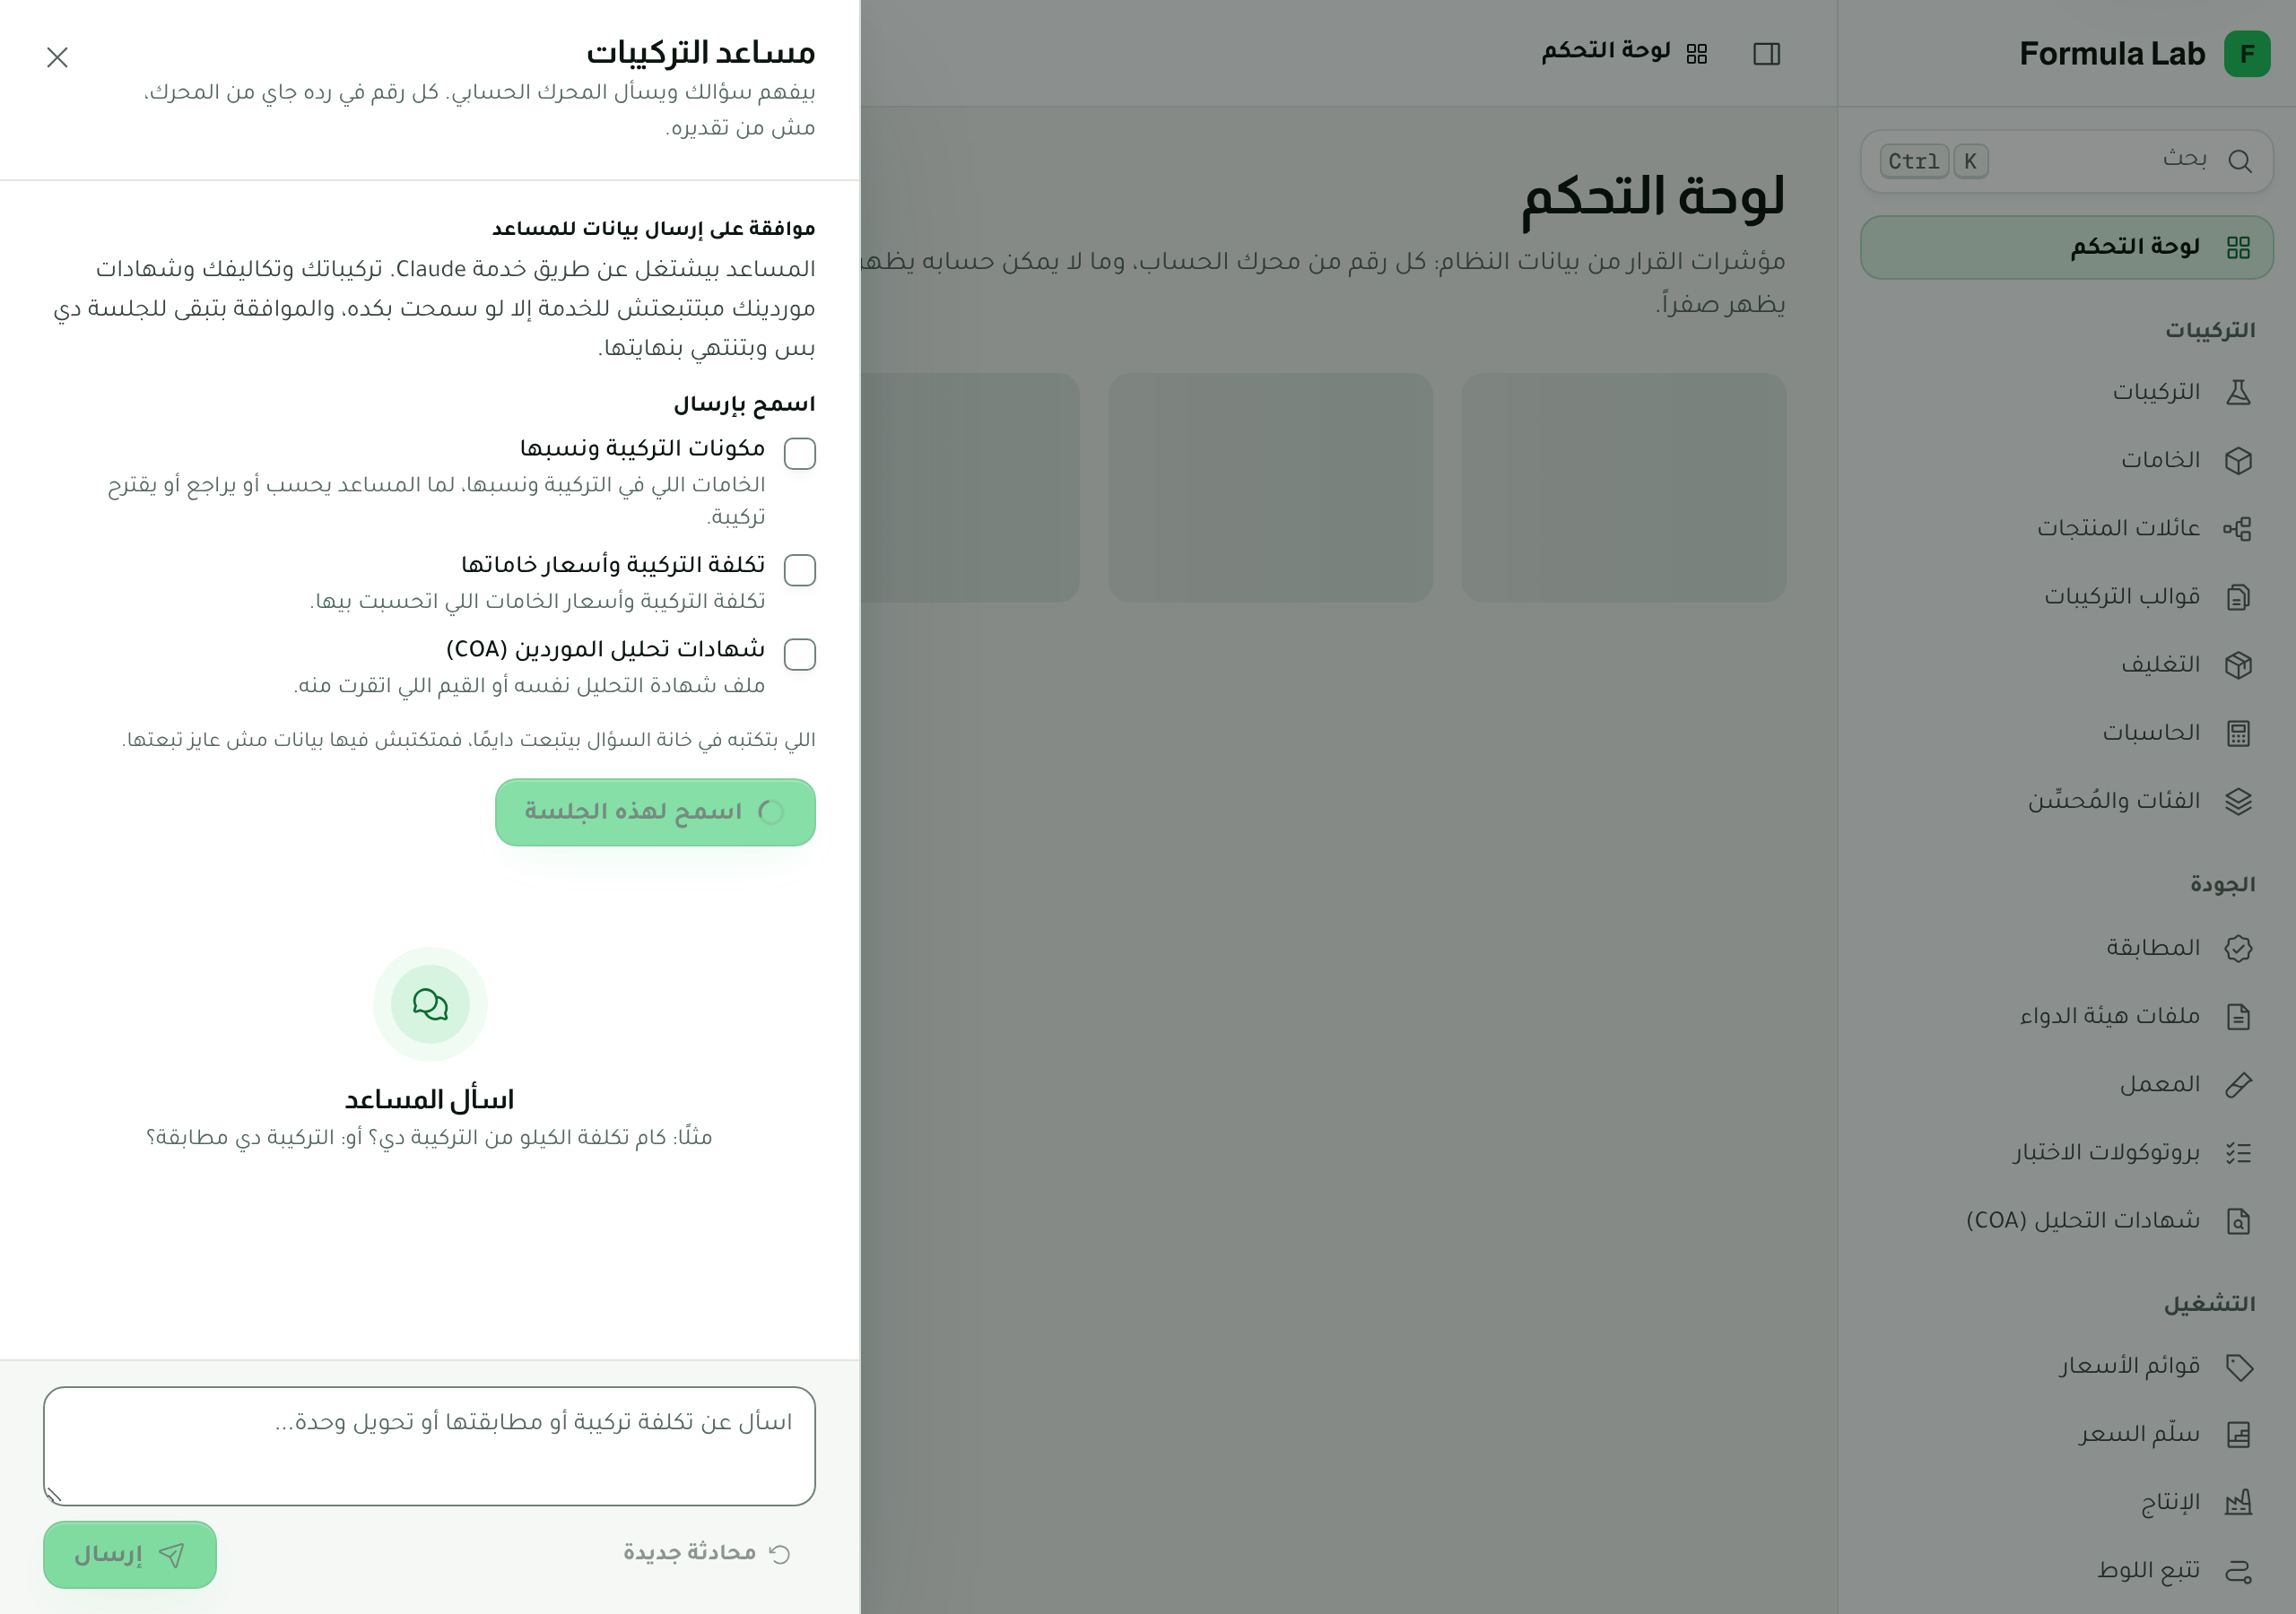 Formula Lab
F
بحث
Ctrl K
لوحة التحكم
التركيبات
التركيبات
الخامات
عائلات المنتجات
قوالب التركيبات
التغليف
الحاسبات
الفئات والمُحسِّن
الجودة
المطابقة
ملفات هيئة الدواء
المعمل
بروتوكولات الاختبار
شهادات التحليل (COA)
التشغيل
قوائم الأسعار
سلّم السعر
الإنتاج
تتبع اللوط
لوحة التحكم
لوحة التحكم
مؤشرات القرار من بيانات النظام: كل رقم من محرك الحساب، وما لا يمكن حسابه يظهر
يظهر صفراً.
مساعد التركيبات
بيفهم سؤالك ويسأل المحرك الحسابي. كل رقم في رده جاي من المحرك،
مش من تقديره.
موافقة على إرسال بيانات للمساعد
المساعد بيشتغل عن طريق خدمة Claude. تركيباتك وتكاليفك وشهادات
موردينك مبتتبعتش للخدمة إلا لو سمحت بكده، والموافقة بتبقى للجلسة دي
بس وبتنتهي بنهايتها.
اسمح بإرسال
مكونات التركيبة ونسبها
الخامات اللي في التركيبة ونسبها، لما المساعد يحسب أو يراجع أو يقترح
تركيبة.
تكلفة التركيبة وأسعار خاماتها
تكلفة التركيبة وأسعار الخامات اللي اتحسبت بيها.
شهادات تحليل الموردين (COA)
ملف شهادة التحليل نفسه أو القيم اللي اتقرت منه.
اللي بتكتبه في خانة السؤال بيتبعت دايمًا، فمتكتبش فيها بيانات مش عايز تبعتها.
اسمح لهذه الجلسة
اسأل المساعد
مثلًا: كام تكلفة الكيلو من التركيبة دي؟ أو: التركيبة دي مطابقة؟
اسأل عن تكلفة تركيبة أو مطابقتها أو تحويل وحدة...
محادثة جديدة
إرسال